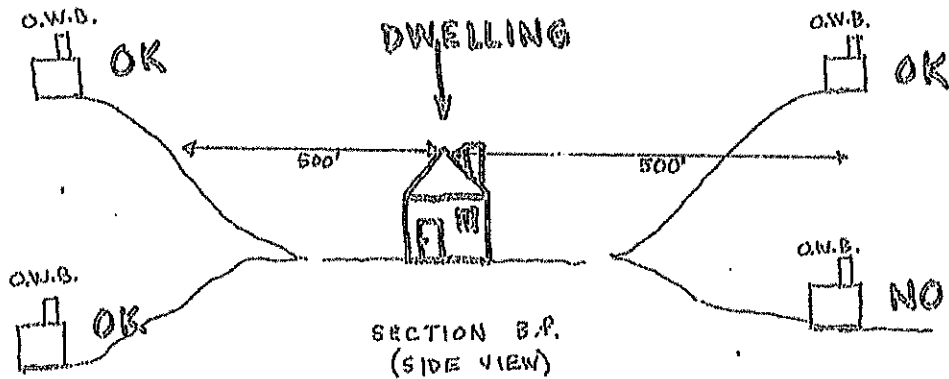 O.W.B.
OK
DWELLING
O.W.B.
OK
500'
500'
O.W.B.
OK
O.W.B.
NO
SECTION B.P.
(SIDE VIEW)